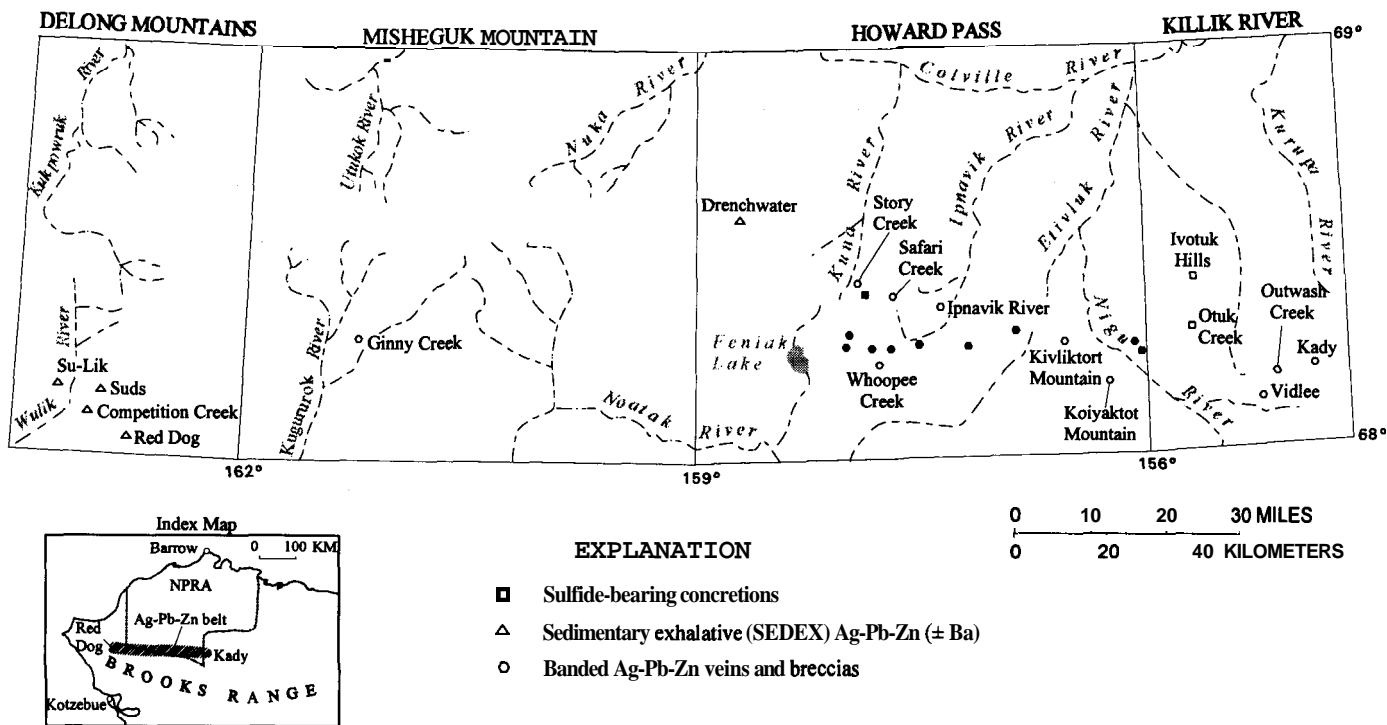 DELONG MOUNTAINS
MISHEGUK MOUNTAIN
HOWARD PASS
KILLIK RIVER
69°
River
Kukpowruk
Utukok River
Nuka River
Colville River
Kuna River
Ipnavik River
Etivluk River
Kurupa River
Drenchwater
Story
Creek
Safari
Creek
Ipnavik River
Ivotuk
Hills
Otuk
Creek
Outwash
Creek
Kady
Vidlee
Nigu River
Kivliktort
Mountain
Koiyaktot
Mountain
Whoopee
Creek
Feniak
Lake
Ginny Creek
Kugururok River
Noatak River
Wulik River
Su-Lik
Suds
Competition Creek
Red Dog
68°
162°
159°
156°
Index Map
Barrow
0 100 KM
NPRA
Ag-Pb-Zn belt
Red
Dog
Kady
BROOKS RANGE
Kotzebue
0 10 20 30 MILES
0 20 40 KILOMETERS
EXPLANATION
Sulfide-bearing concretions
Sedimentary exhalative (SEDEX) Ag-Pb-Zn (± Ba)
Banded Ag-Pb-Zn veins and breccias